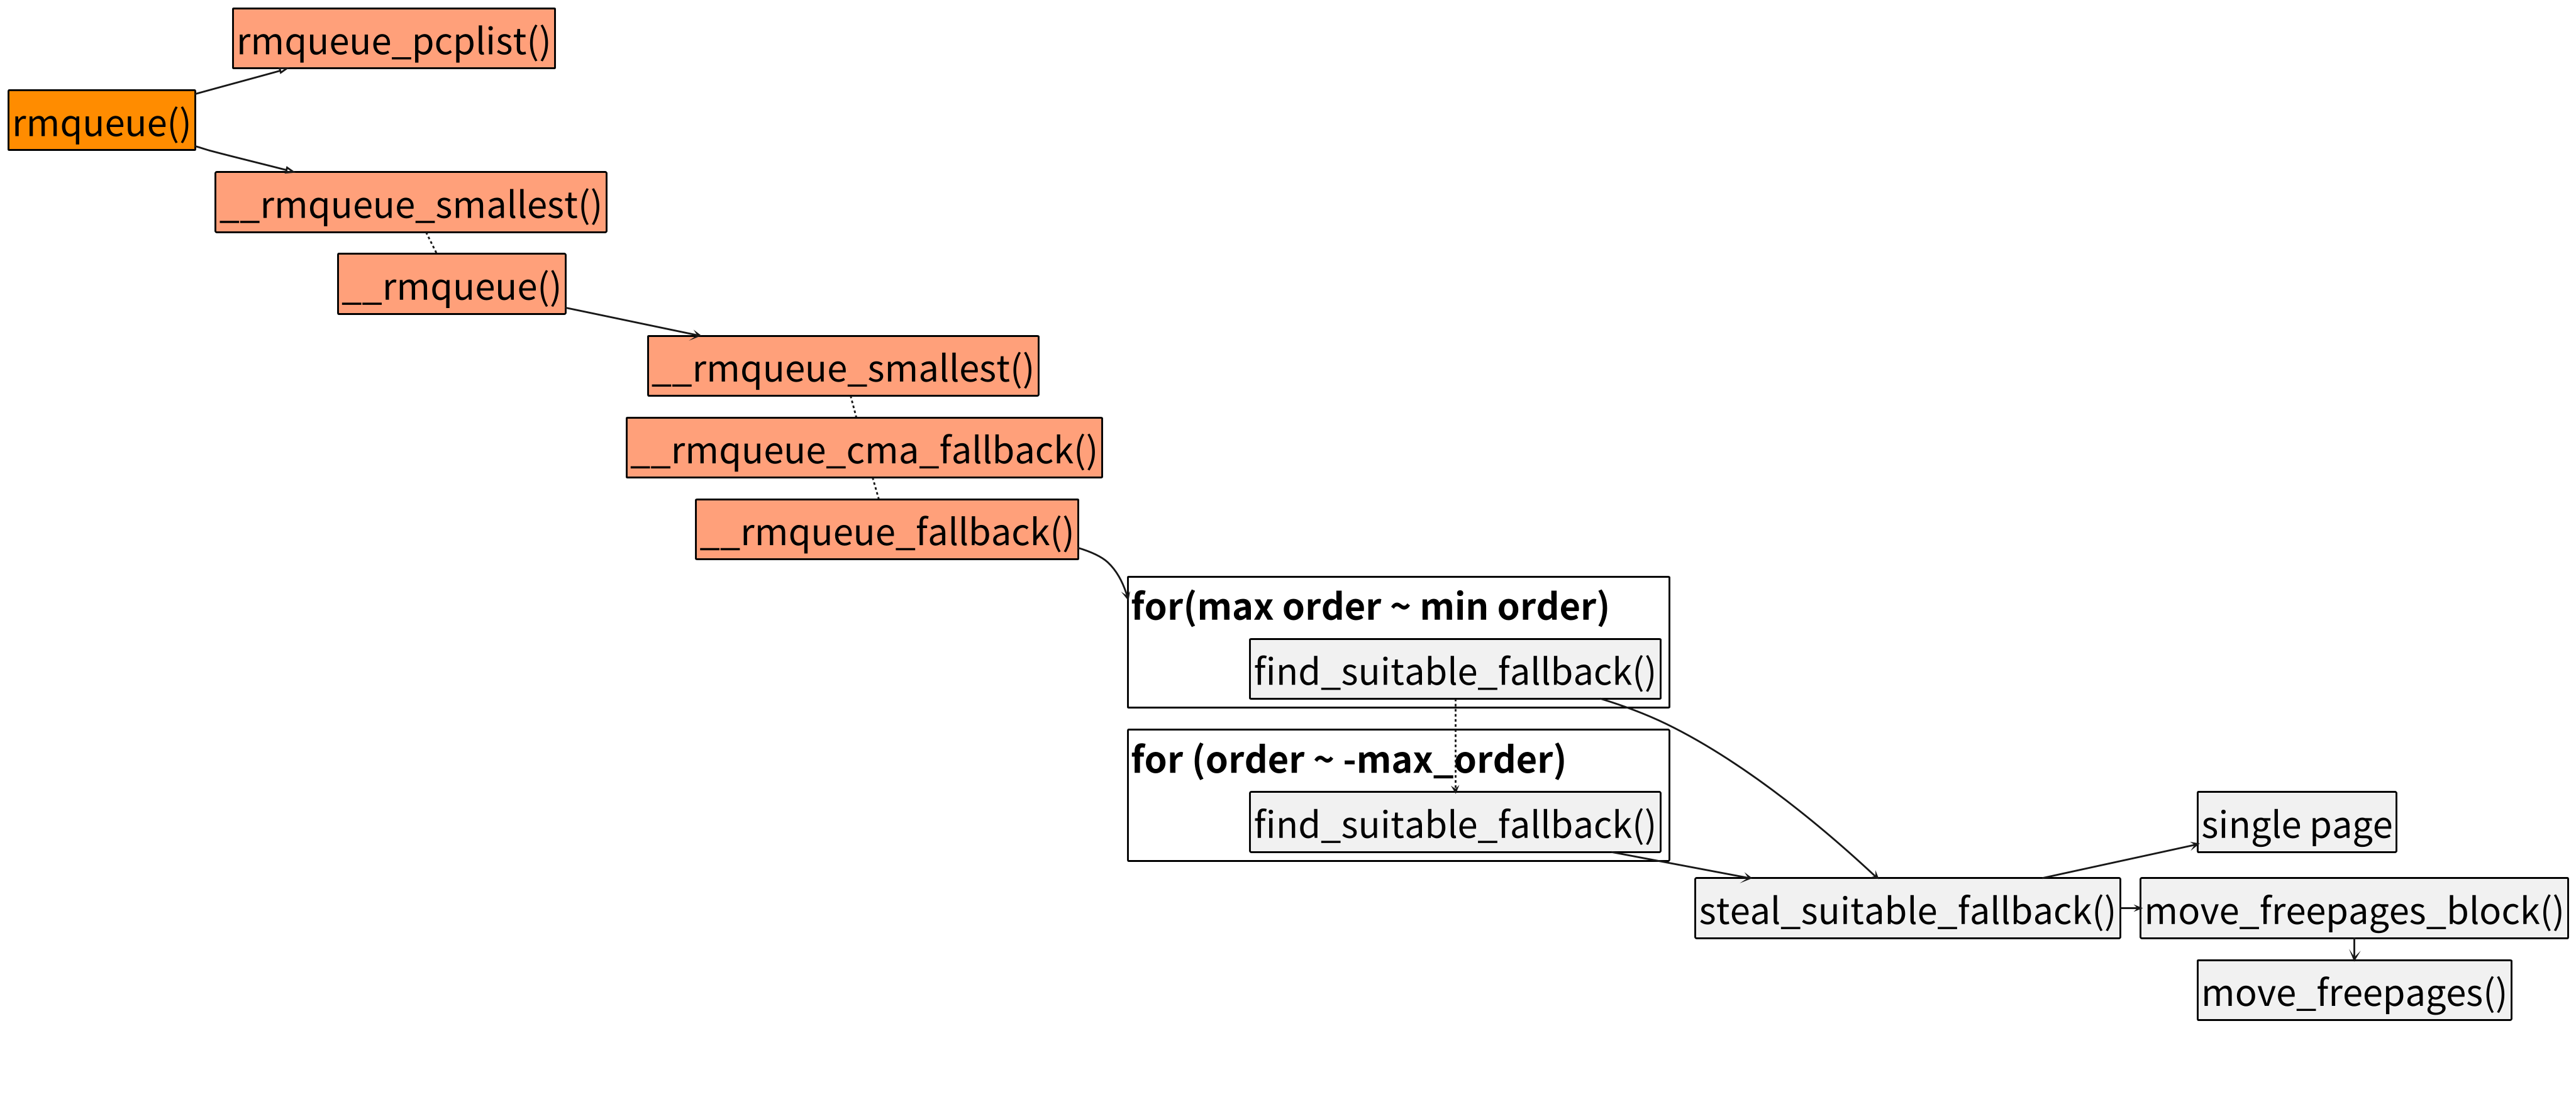 rmqueue_pcplist()
rmqueue()
__rmqueue_smallest()
__rmqueue()
__rmqueue_smallest()
__rmqueue_cma_fallback()
__rmqueue_fallback()
for(max order ~ min order)
find_suitable_fallback()
for (order ~ -max_order)
find_suitable_fallback()
single page
steal_suitable_fallback()
move_freepages_block()
move_freepages()